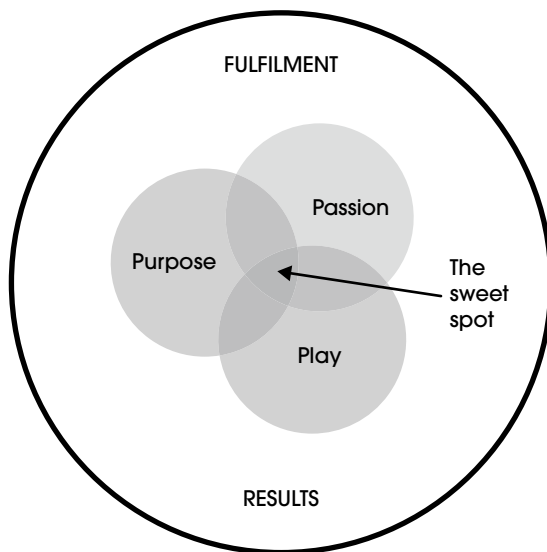 FULFILMENT
Passion
Purpose
The
sweet
spot
Play
RESULTS